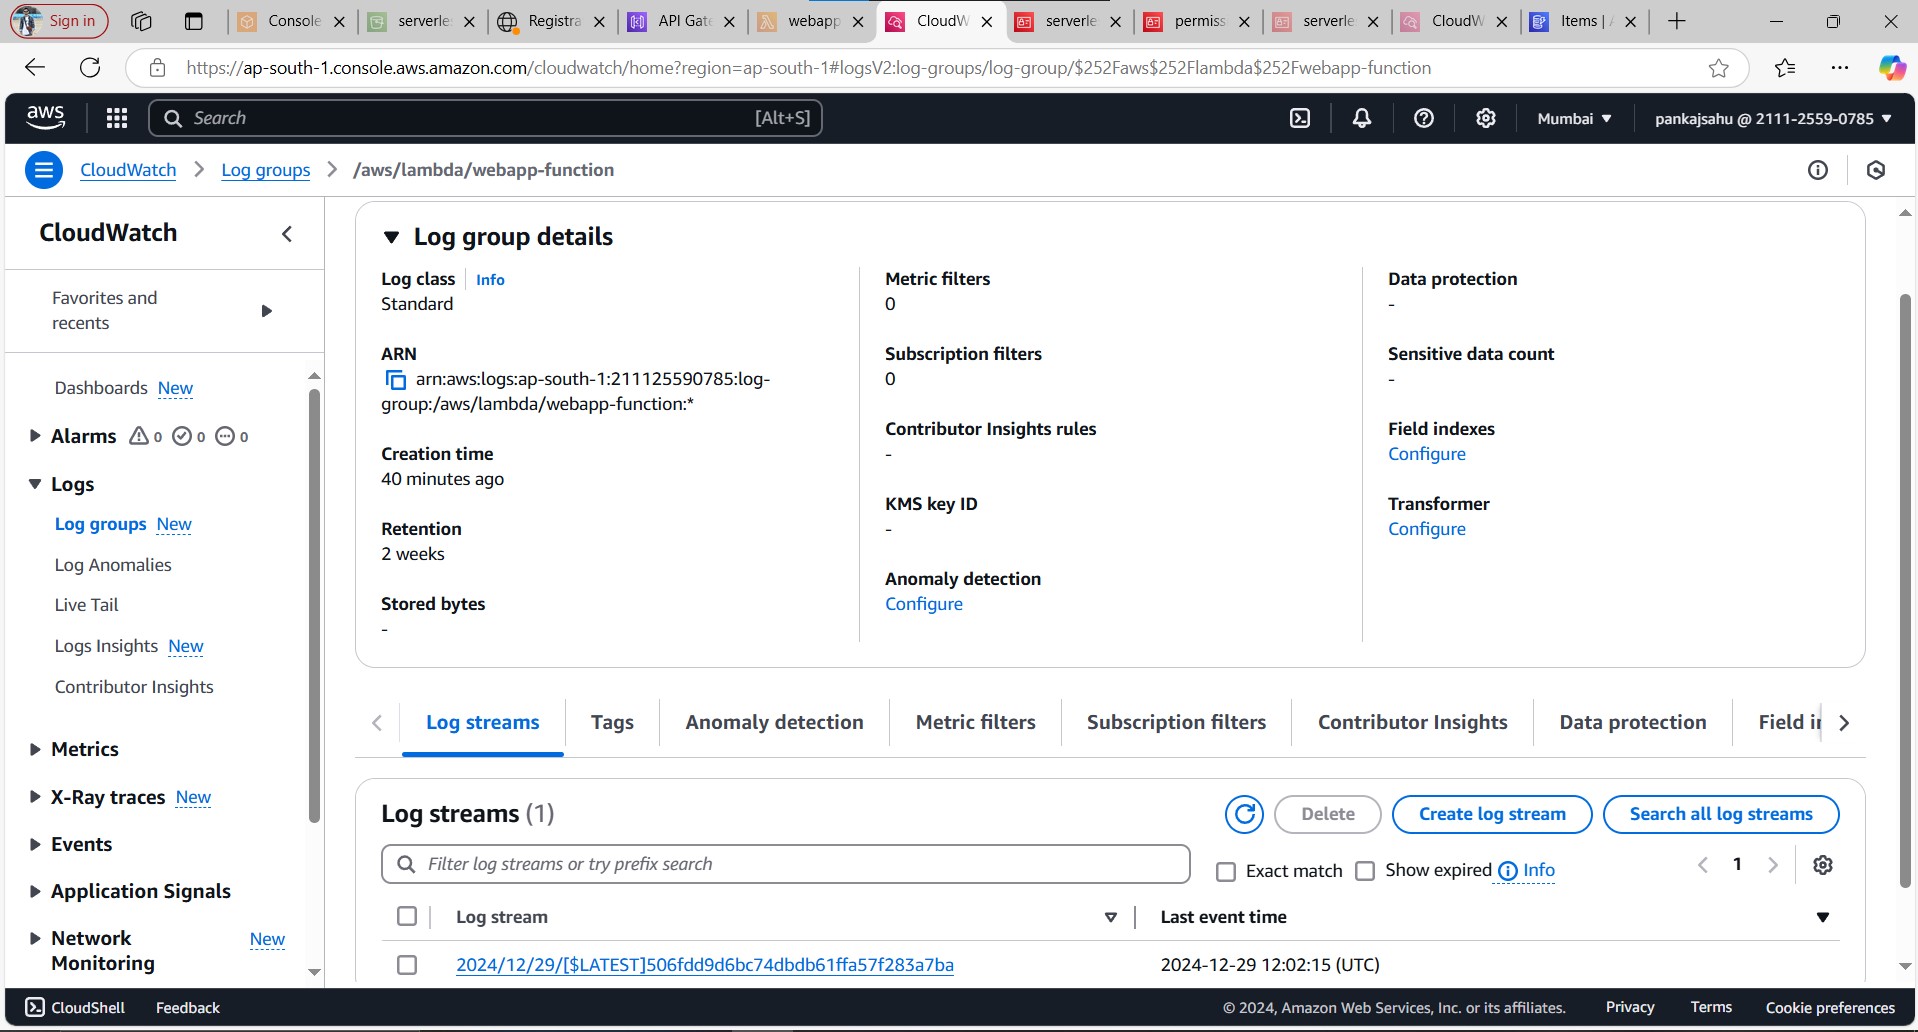 Sign in
Console
serverle
Registra
API Gate
webapp
CloudW
serverle
permiss
serverle
CloudW
Items | A
https://ap-south-1.console.aws.amazon.com/cloudwatch/home?region=ap-south-1#logsV2:log-groups/log-group/$252Faws$252Flambda$252Fwebapp-function
aws
Search
[Alt+S]
Mumbai
pankajsahu @ 2111-2559-0785
CloudWatch
Log groups
/aws/lambda/webapp-function
CloudWatch
Favorites and
recents
Dashboards New
Alarms 0 0 0
Logs
Log groups New
Log Anomalies
Live Tail
Logs Insights New
Contributor Insights
Metrics
X-Ray traces New
Events
Application Signals
Network New
Monitoring
Log group details
Log class Info
Standard
ARN
arn:aws:logs:ap-south-1:211125590785:log-
group:/aws/lambda/webapp-function:*
Creation time
40 minutes ago
Retention
2 weeks
Stored bytes
-
Metric filters
0
Subscription filters
0
Contributor Insights rules
-
KMS key ID
-
Anomaly detection
Configure
Data protection
-
Sensitive data count
-
Field indexes
Configure
Transformer
Configure
Log streams
Tags
Anomaly detection
Metric filters
Subscription filters
Contributor Insights
Data protection
Field in
Log streams (1)
Delete
Create log stream
Search all log streams
Filter log streams or try prefix search
Exact match
Show expired
Info
1
Log stream
Last event time
2024/12/29/[$LATEST]506fdd9d6bc74dbdb61ffa57f283a7ba
2024-12-29 12:02:15 (UTC)
CloudShell
Feedback
© 2024, Amazon Web Services, Inc. or its affiliates.
Privacy
Terms
Cookie preferences